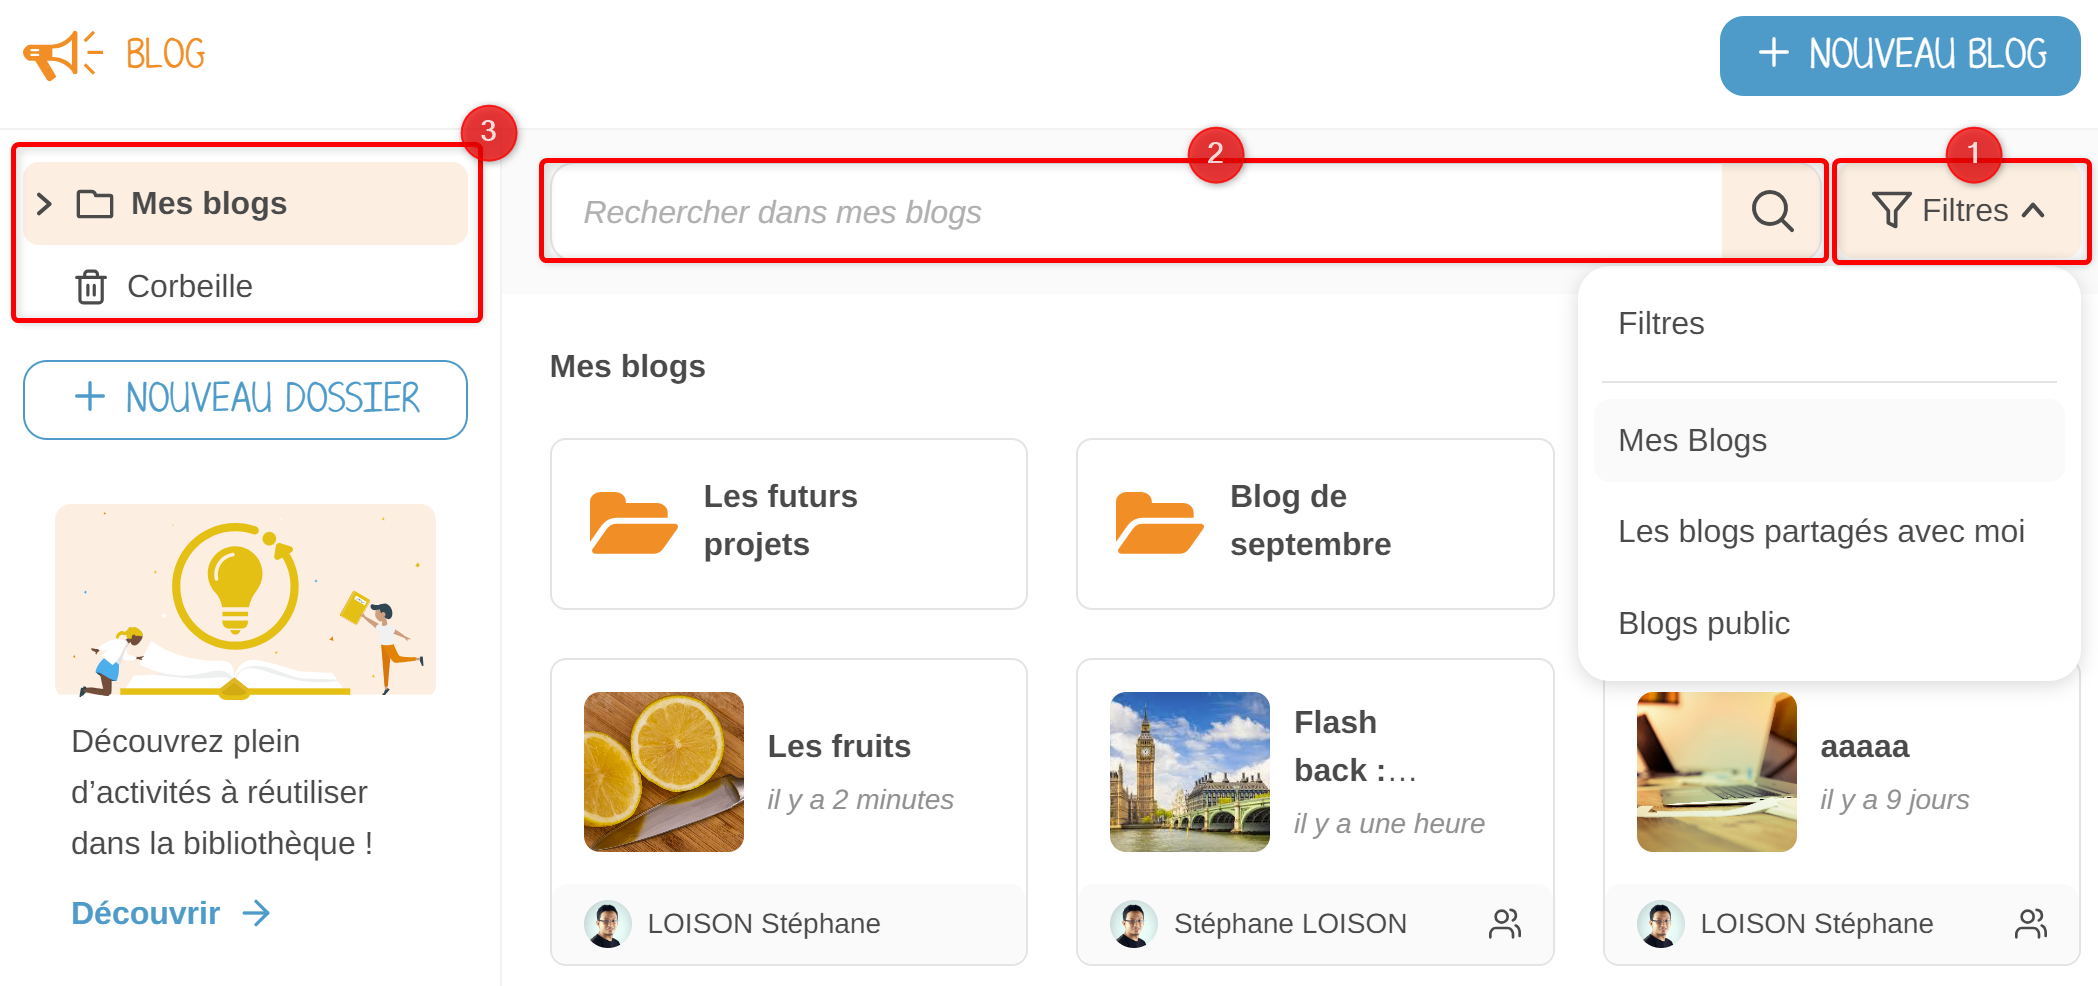 BLOG
+ NOUVEAU BLOG
3
2
1
Mes blogs
Corbeille
Rechercher dans mes blogs
Filtres
+ NOUVEAU DOSSIER
Filtres
Mes Blogs
Les blogs partagés avec moi
Blogs public
Mes blogs
Les futurs
projets
Blog de
septembre
Découvrez plein
d’activités à réutiliser
dans la bibliothèque !
Découvrir
Les fruits
il y a 2 minutes
LOISON Stéphane
Flash
back :...
il y a une heure
Stéphane LOISON
aaaaa
il y a 9 jours
LOISON Stéphane